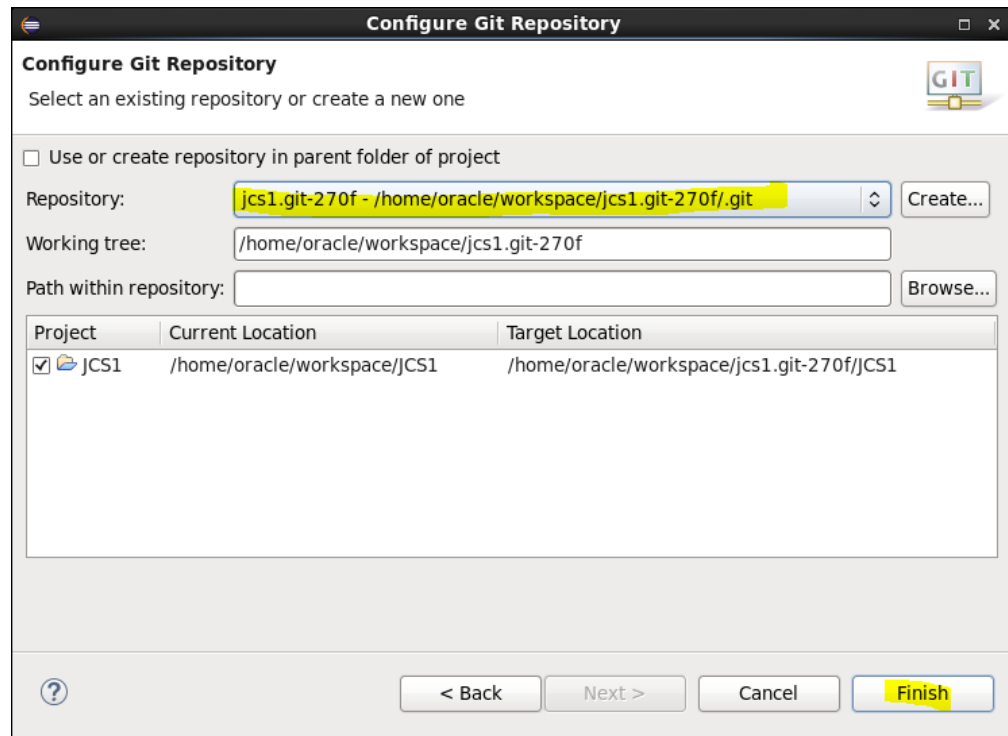 Configure Git Repository
Configure Git Repository
Select an existing repository or create a new one
GIT
Use or create repository in parent folder of project
Repository: jcs1.git-270f - /home/oracle/workspace/jcs1.git-270f/.git Create...
Working tree: /home/oracle/workspace/jcs1.git-270f
Path within repository: Browse...
Project Current Location Target Location
JCS1 /home/oracle/workspace/JCS1 /home/oracle/workspace/jcs1.git-270f/JCS1
? < Back Next > Cancel Finish